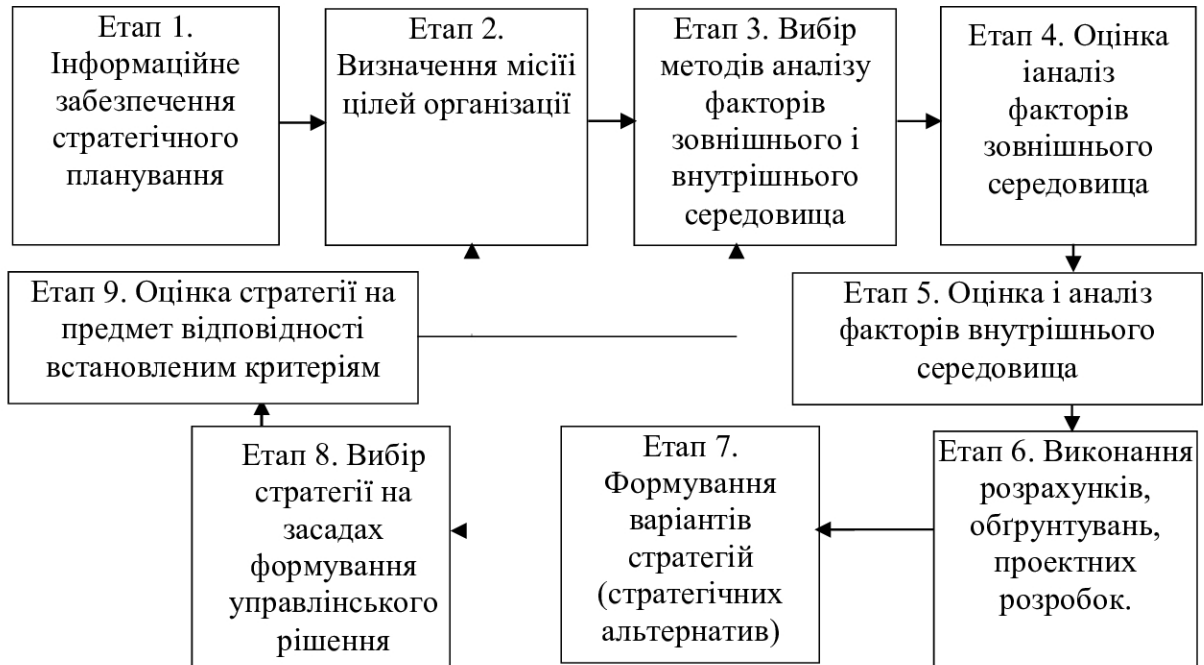 Етап 1.
Інформаційне
забезпечення
стратегічного
планування
Етап 2.
Визначення місіїі
цілей організації
Етап 3. Вибір
методів аналізу
факторів
зовнішнього і
внутрішнього
середовища
Етап 4. Оцінка
іаналіз
факторів
зовнішнього
середовища
Етап 5. Оцінка і аналіз
факторів внутрішнього
середовища
Етап 6. Виконання
розрахунків,
обґрунтувань,
проектних
розробок.
Етап 7.
Формування
варіантів
стратегій
(стратегічних
альтернатив)
Етап 8. Вибір
стратегії на
засадах
формування
управлінського
рішення
Етап 9. Оцінка стратегії на
предмет відповідності
встановленим критеріям